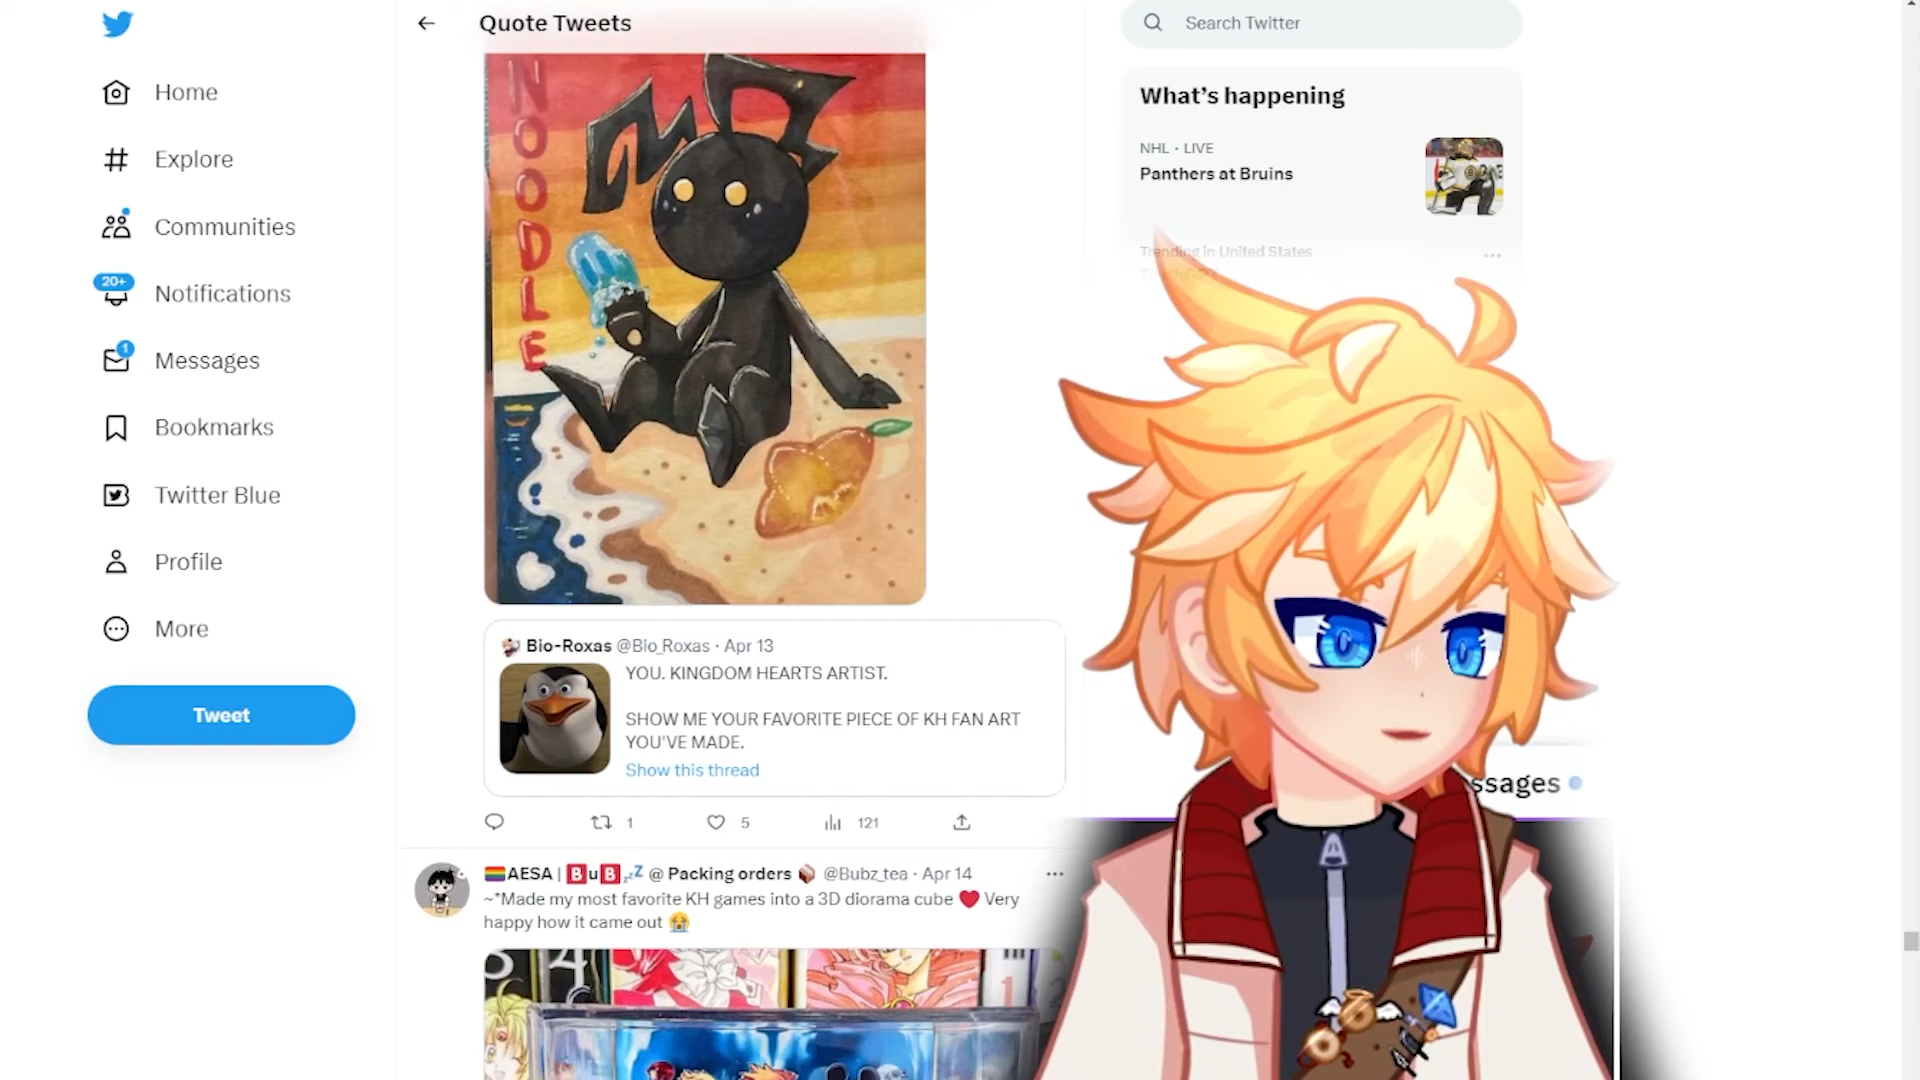 Quote Tweets
Search Twitter
Home
Explore
Communities
20+
Notifications
1
Messages
Bookmarks
Twitter Blue
Profile
More
Tweet
NOODLE
Bio-Roxas @Bio_Roxas · Apr 13
YOU. KINGDOM HEARTS ARTIST.
SHOW ME YOUR FAVORITE PIECE OF KH FAN ART
YOU'VE MADE.
Show this thread
1
5
121
AESA | BuB zzZ @ Packing orders @Bubz_tea · Apr 14
~*Made my most favorite KH games into a 3D diorama cube ❤️ Very
happy how it came out 😭
What's happening
NHL · LIVE
Panthers at Bruins
Trending in United States
ssages